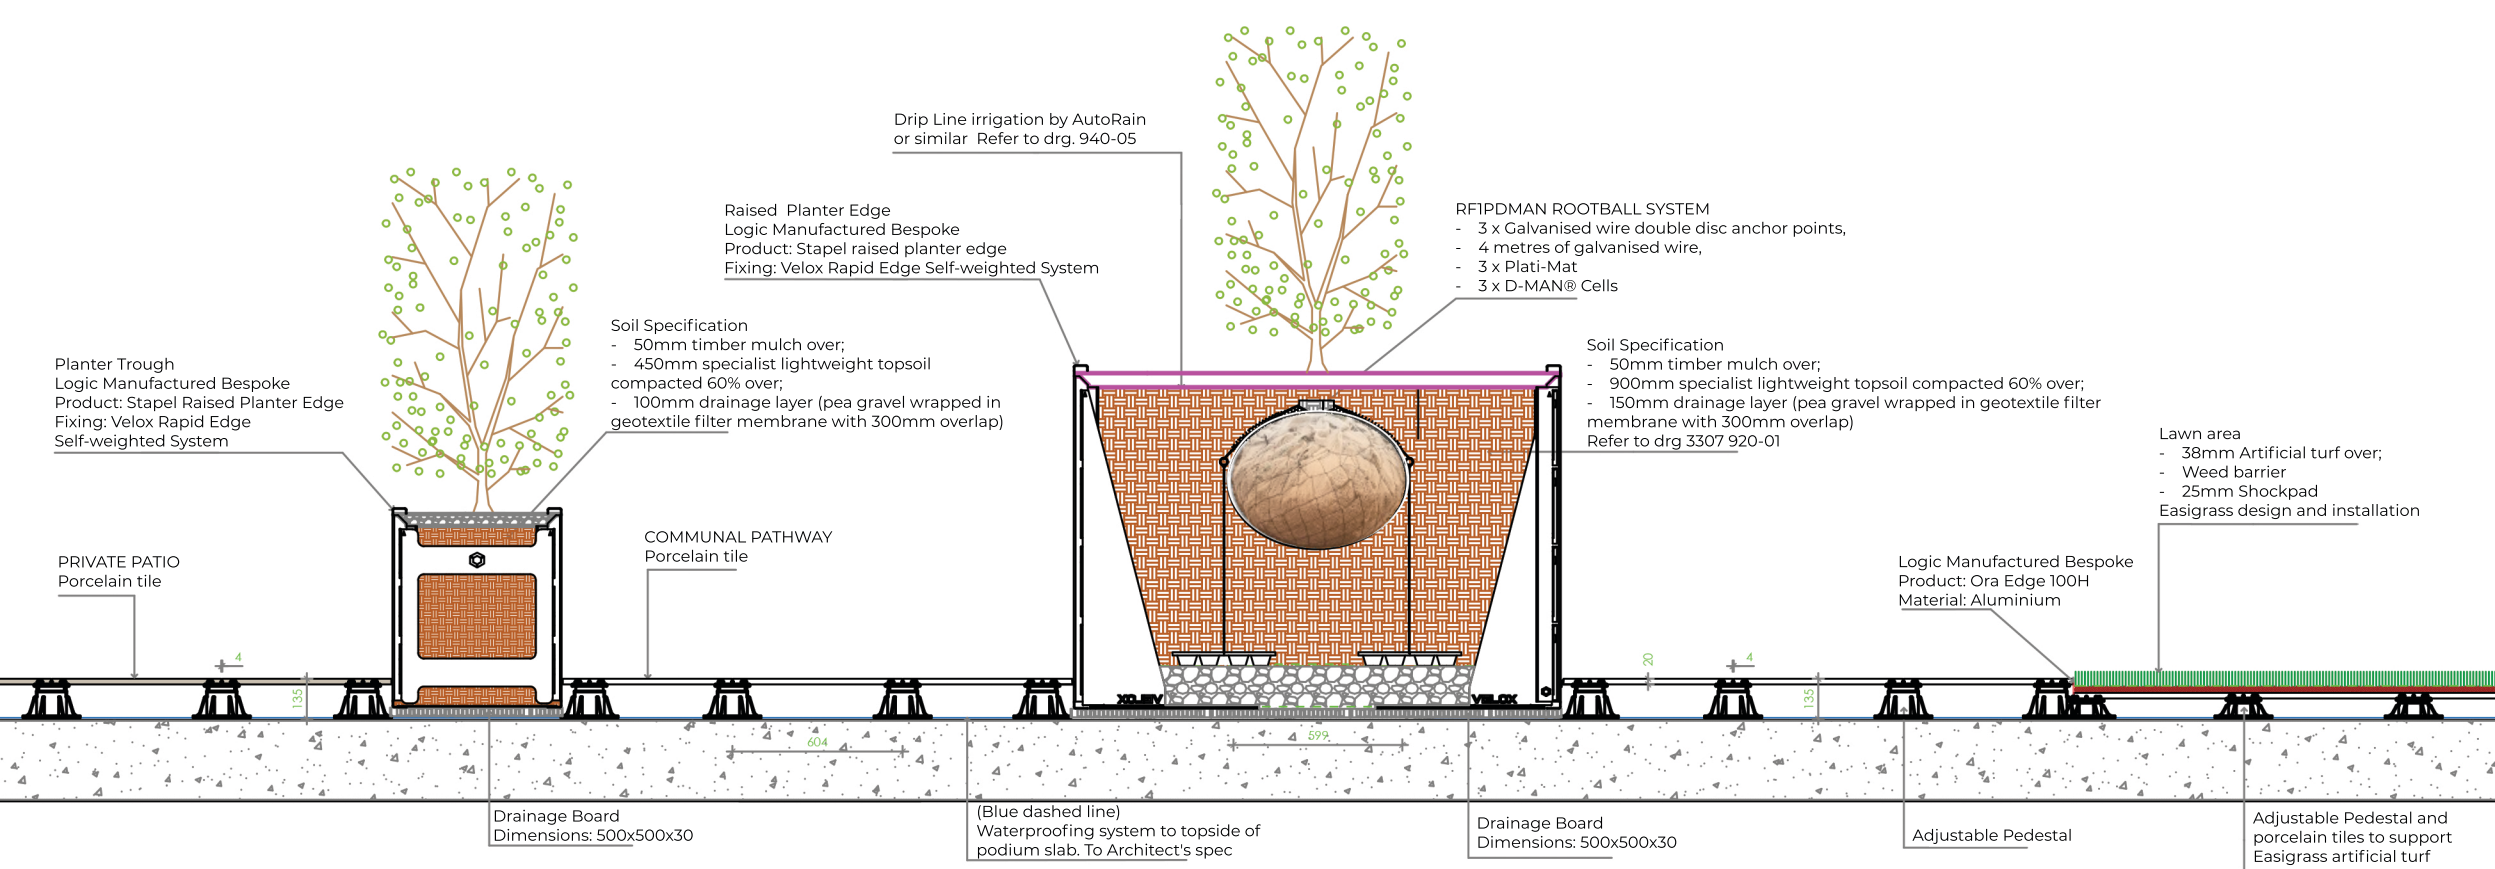 Drip Line irrigation by AutoRain
or similar  Refer to drg. 940-05
Raised  Planter Edge
Logic Manufactured Bespoke
Product: Stapel raised planter edge
Fixing: Velox Rapid Edge Self-weighted System
RF1PDMAN ROOTBALL SYSTEM
- 3 x Galvanised wire double disc anchor points,
- 4 metres of galvanised wire,
- 3 x Plati-Mat
- 3 x D-MAN® Cells
Soil Specification
- 50mm timber mulch over;
- 450mm specialist lightweight topsoil
compacted 60% over;
- 100mm drainage layer (pea gravel wrapped in
geotextile filter membrane with 300mm overlap)
Soil Specification
- 50mm timber mulch over;
- 900mm specialist lightweight topsoil compacted 60% over;
- 150mm drainage layer (pea gravel wrapped in geotextile filter
membrane with 300mm overlap)
Refer to drg 3307 920-01
Planter Trough
Logic Manufactured Bespoke
Product: Stapel Raised Planter Edge
Fixing: Velox Rapid Edge
Self-weighted System
Lawn area
- 38mm Artificial turf over;
- Weed barrier
- 25mm Shockpad
Easigrass design and installation
PRIVATE PATIO
Porcelain tile
COMMUNAL PATHWAY
Porcelain tile
Logic Manufactured Bespoke
Product: Ora Edge 100H
Material: Aluminium
4
135
VELOX
VELOX
20
4
135
604
599
Drainage Board
Dimensions: 500x500x30
(Blue dashed line)
Waterproofing system to topside of
podium slab. To Architect's spec
Drainage Board
Dimensions: 500x500x30
Adjustable Pedestal
Adjustable Pedestal and
porcelain tiles to support
Easigrass artificial turf